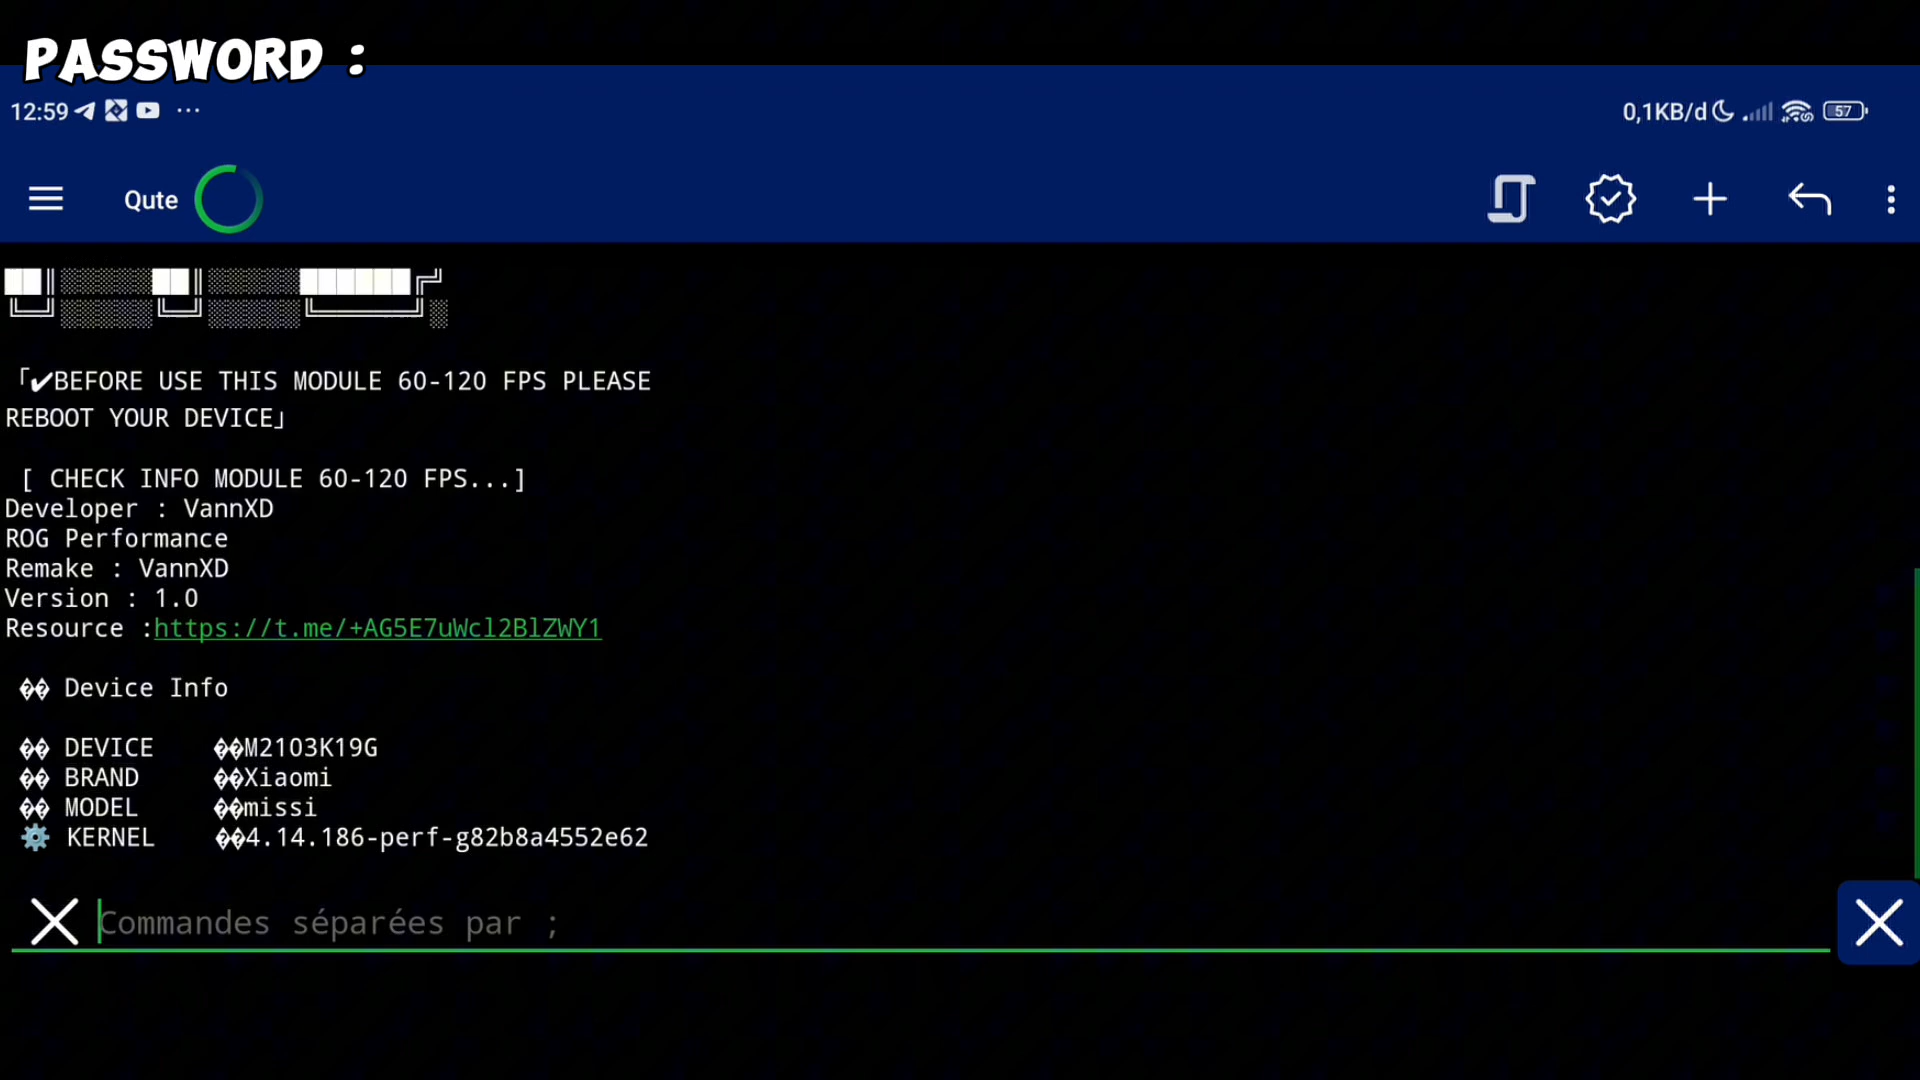 PASSWORD :
12:59
0,1KB/d
57
Qute
「✔BEFORE USE THIS MODULE 60-120 FPS PLEASE
REBOOT YOUR DEVICE」
[ CHECK INFO MODULE 60-120 FPS...]
Developer : VannXD
ROG Performance
Remake : VannXD
Version : 1.0
Resource :https://t.me/+AG5E7uWcl2BlZWY1
�� Device Info
�� DEVICE ��M2103K19G
�� BRAND ��Xiaomi
�� MODEL ��missi
⚙️ KERNEL ��4.14.186-perf-g82b8a4552e62
Commandes séparées par ;